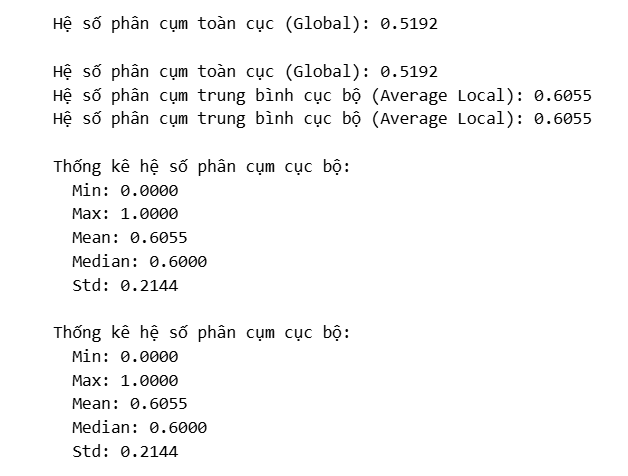 Hệ số phân cụm toàn cục (Global): 0.5192
Hệ số phân cụm toàn cục (Global): 0.5192
Hệ số phân cụm trung bình cục bộ (Average Local): 0.6055
Hệ số phân cụm trung bình cục bộ (Average Local): 0.6055
Thống kê hệ số phân cụm cục bộ:
Min: 0.0000
Max: 1.0000
Mean: 0.6055
Median: 0.6000
Std: 0.2144
Thống kê hệ số phân cụm cục bộ:
Min: 0.0000
Max: 1.0000
Mean: 0.6055
Median: 0.6000
Std: 0.2144